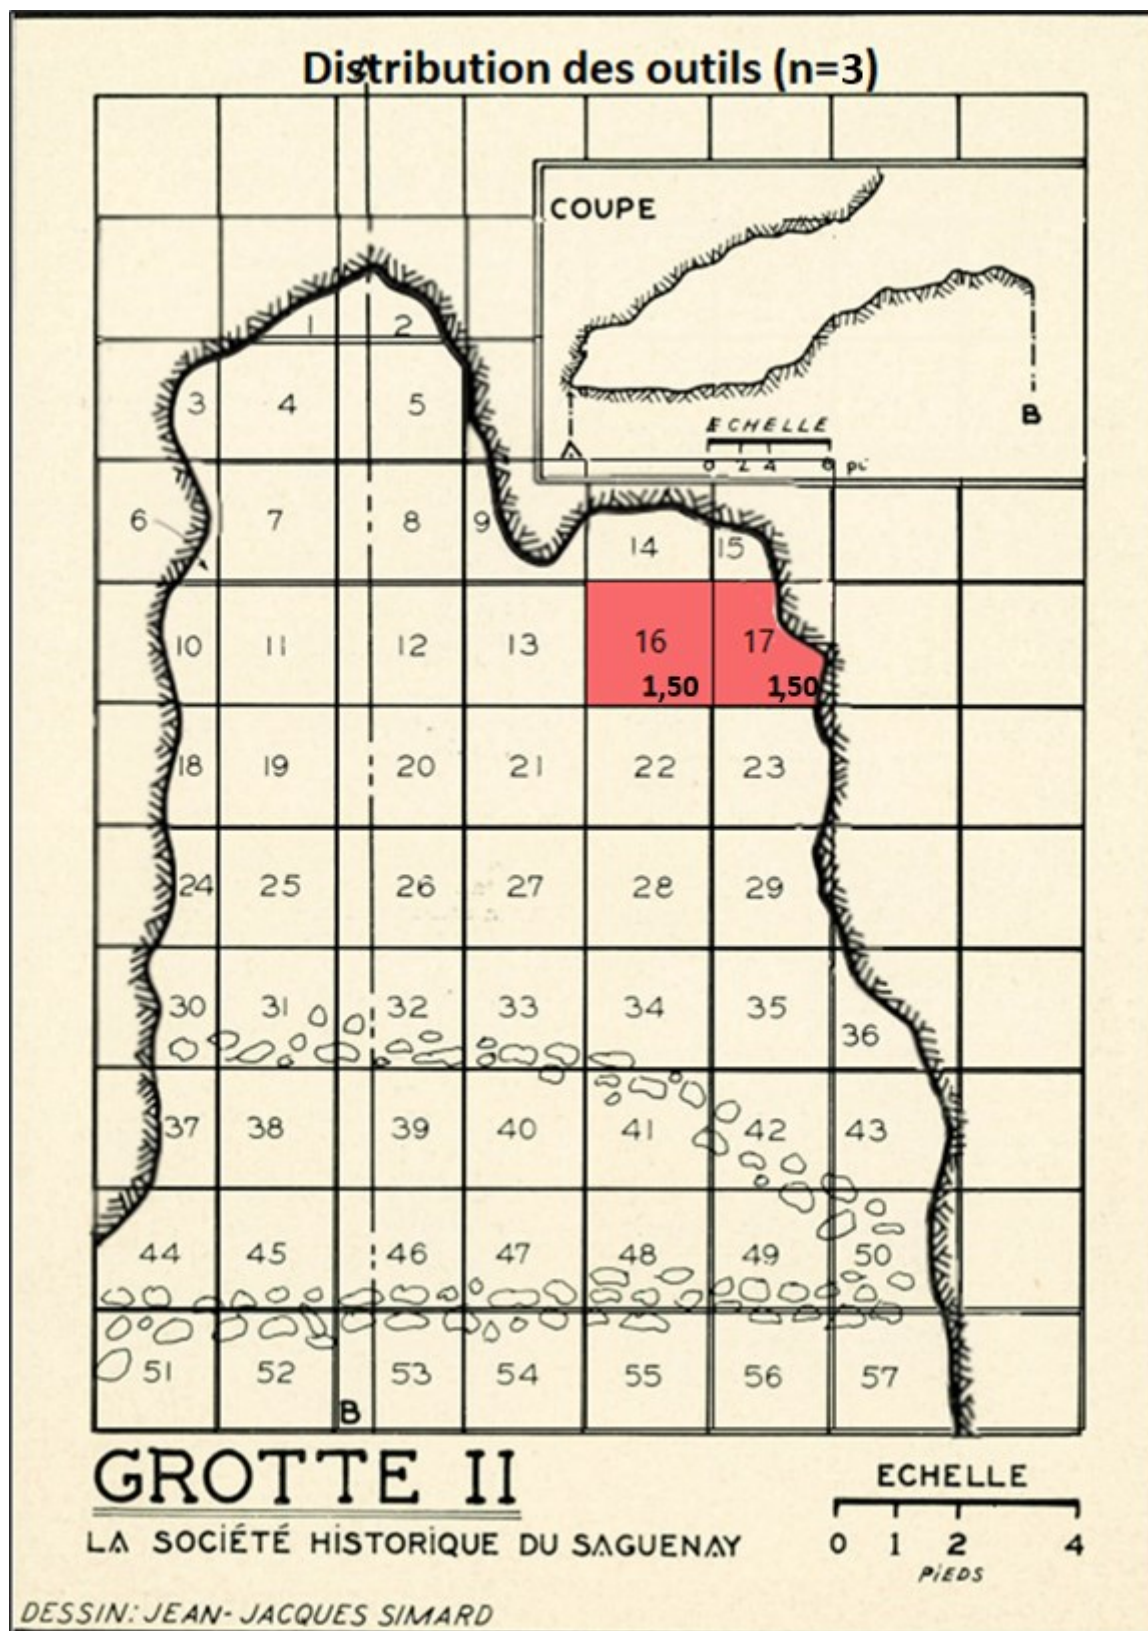 Distribution des outils (n=3)
COUPE
ECHELLE
0 2 4 6 pi
A
B
1 2
3 4 5
6 7 8 9
14 15
10 11 12 13 16 17
1,50 1,50
18 19 20 21 22 23
24 25 26 27 28 29
30 31 32 33 34 35 36
37 38 39 40 41 42 43
44 45 46 47 48 49 50
51 52 53 54 55 56 57
B
GROTTE II
LA SOCIÉTÉ HISTORIQUE DU SAGUENAY
ECHELLE
0 1 2 4
PIEDS
DESSIN: JEAN-JACQUES SIMARD